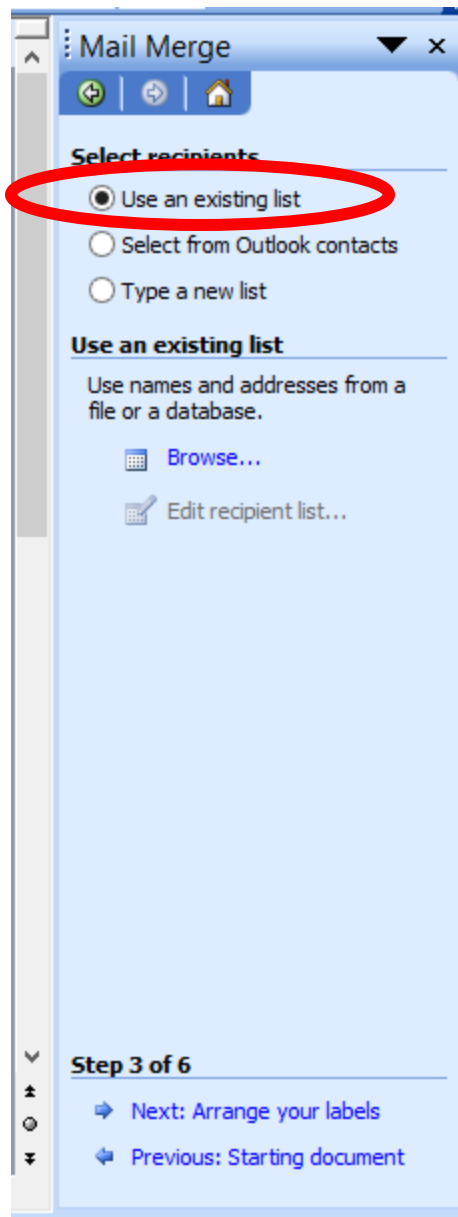 Mail Merge
Select recipients
Use an existing list
Select from Outlook contacts
Type a new list
Use an existing list
Use names and addresses from a
file or a database.
Browse...
Edit recipient list...
Step 3 of 6
Next: Arrange your labels
Previous: Starting document